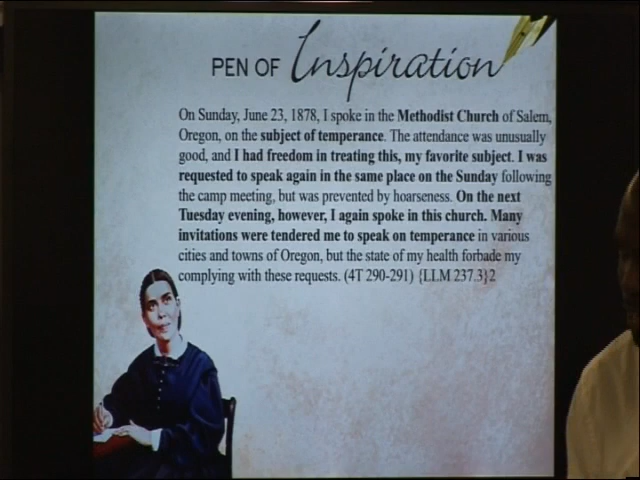 PEN OF Inspiration
On Sunday, June 23, 1878, I spoke in the Methodist Church of Salem,
Oregon, on the subject of temperance. The attendance was unusually
good, and I had freedom in treating this, my favorite subject. I was
requested to speak again in the same place on the Sunday following
the camp meeting, but was prevented by hoarseness. On the next
Tuesday evening, however, I again spoke in this church. Many
invitations were tendered me to speak on temperance in various
cities and towns of Oregon, but the state of my health forbade my
complying with these requests. (4T 290-291) {LLM 237.3}2